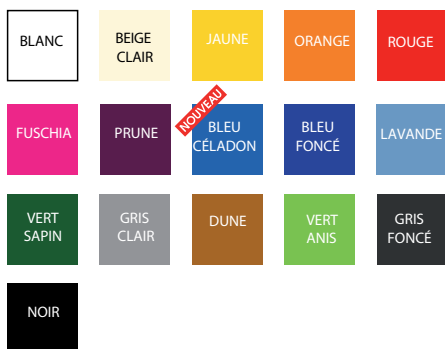 BLANC
BEIGE
CLAIR
JAUNE
ORANGE
ROUGE
FUSCHIA
PRUNE
NOUVEAU
BLEU
CÉLADON
BLEU
FONCÉ
LAVANDE
VERT
SAPIN
GRIS
CLAIR
DUNE
VERT
ANIS
GRIS
FONCÉ
NOIR